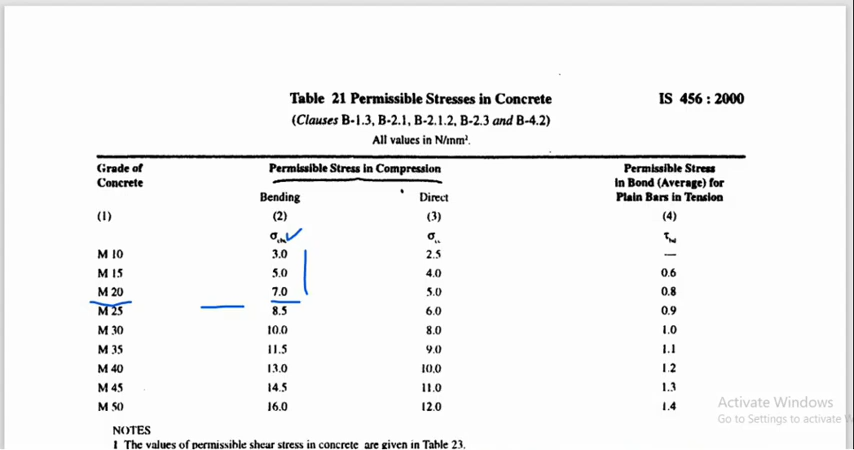 Table 21 Permissible Stresses in Concrete
IS 456 : 2000
(Clauses B-1.3, B-2.1, B-2.1.2, B-2.3 and B-4.2)
All values in N/mm².
Grade of Concrete
Permissible Stress in Compression
Permissible Stress in Bond (Average) for Plain Bars in Tension
Bending Direct
(1) (2) (3) (4)
M 10 3.0 2.5 —
M 15 5.0 4.0 0.6
M 20 7.0 5.0 0.8
M 25 8.5 6.0 0.9
M 30 10.0 8.0 1.0
M 35 11.5 9.0 1.1
M 40 13.0 10.0 1.2
M 45 14.5 11.0 1.3
M 50 16.0 12.0 1.4
NOTES
1 The values of permissible shear stress in concrete are given in Table 23.
Activate Windows
Go to Settings to activate W